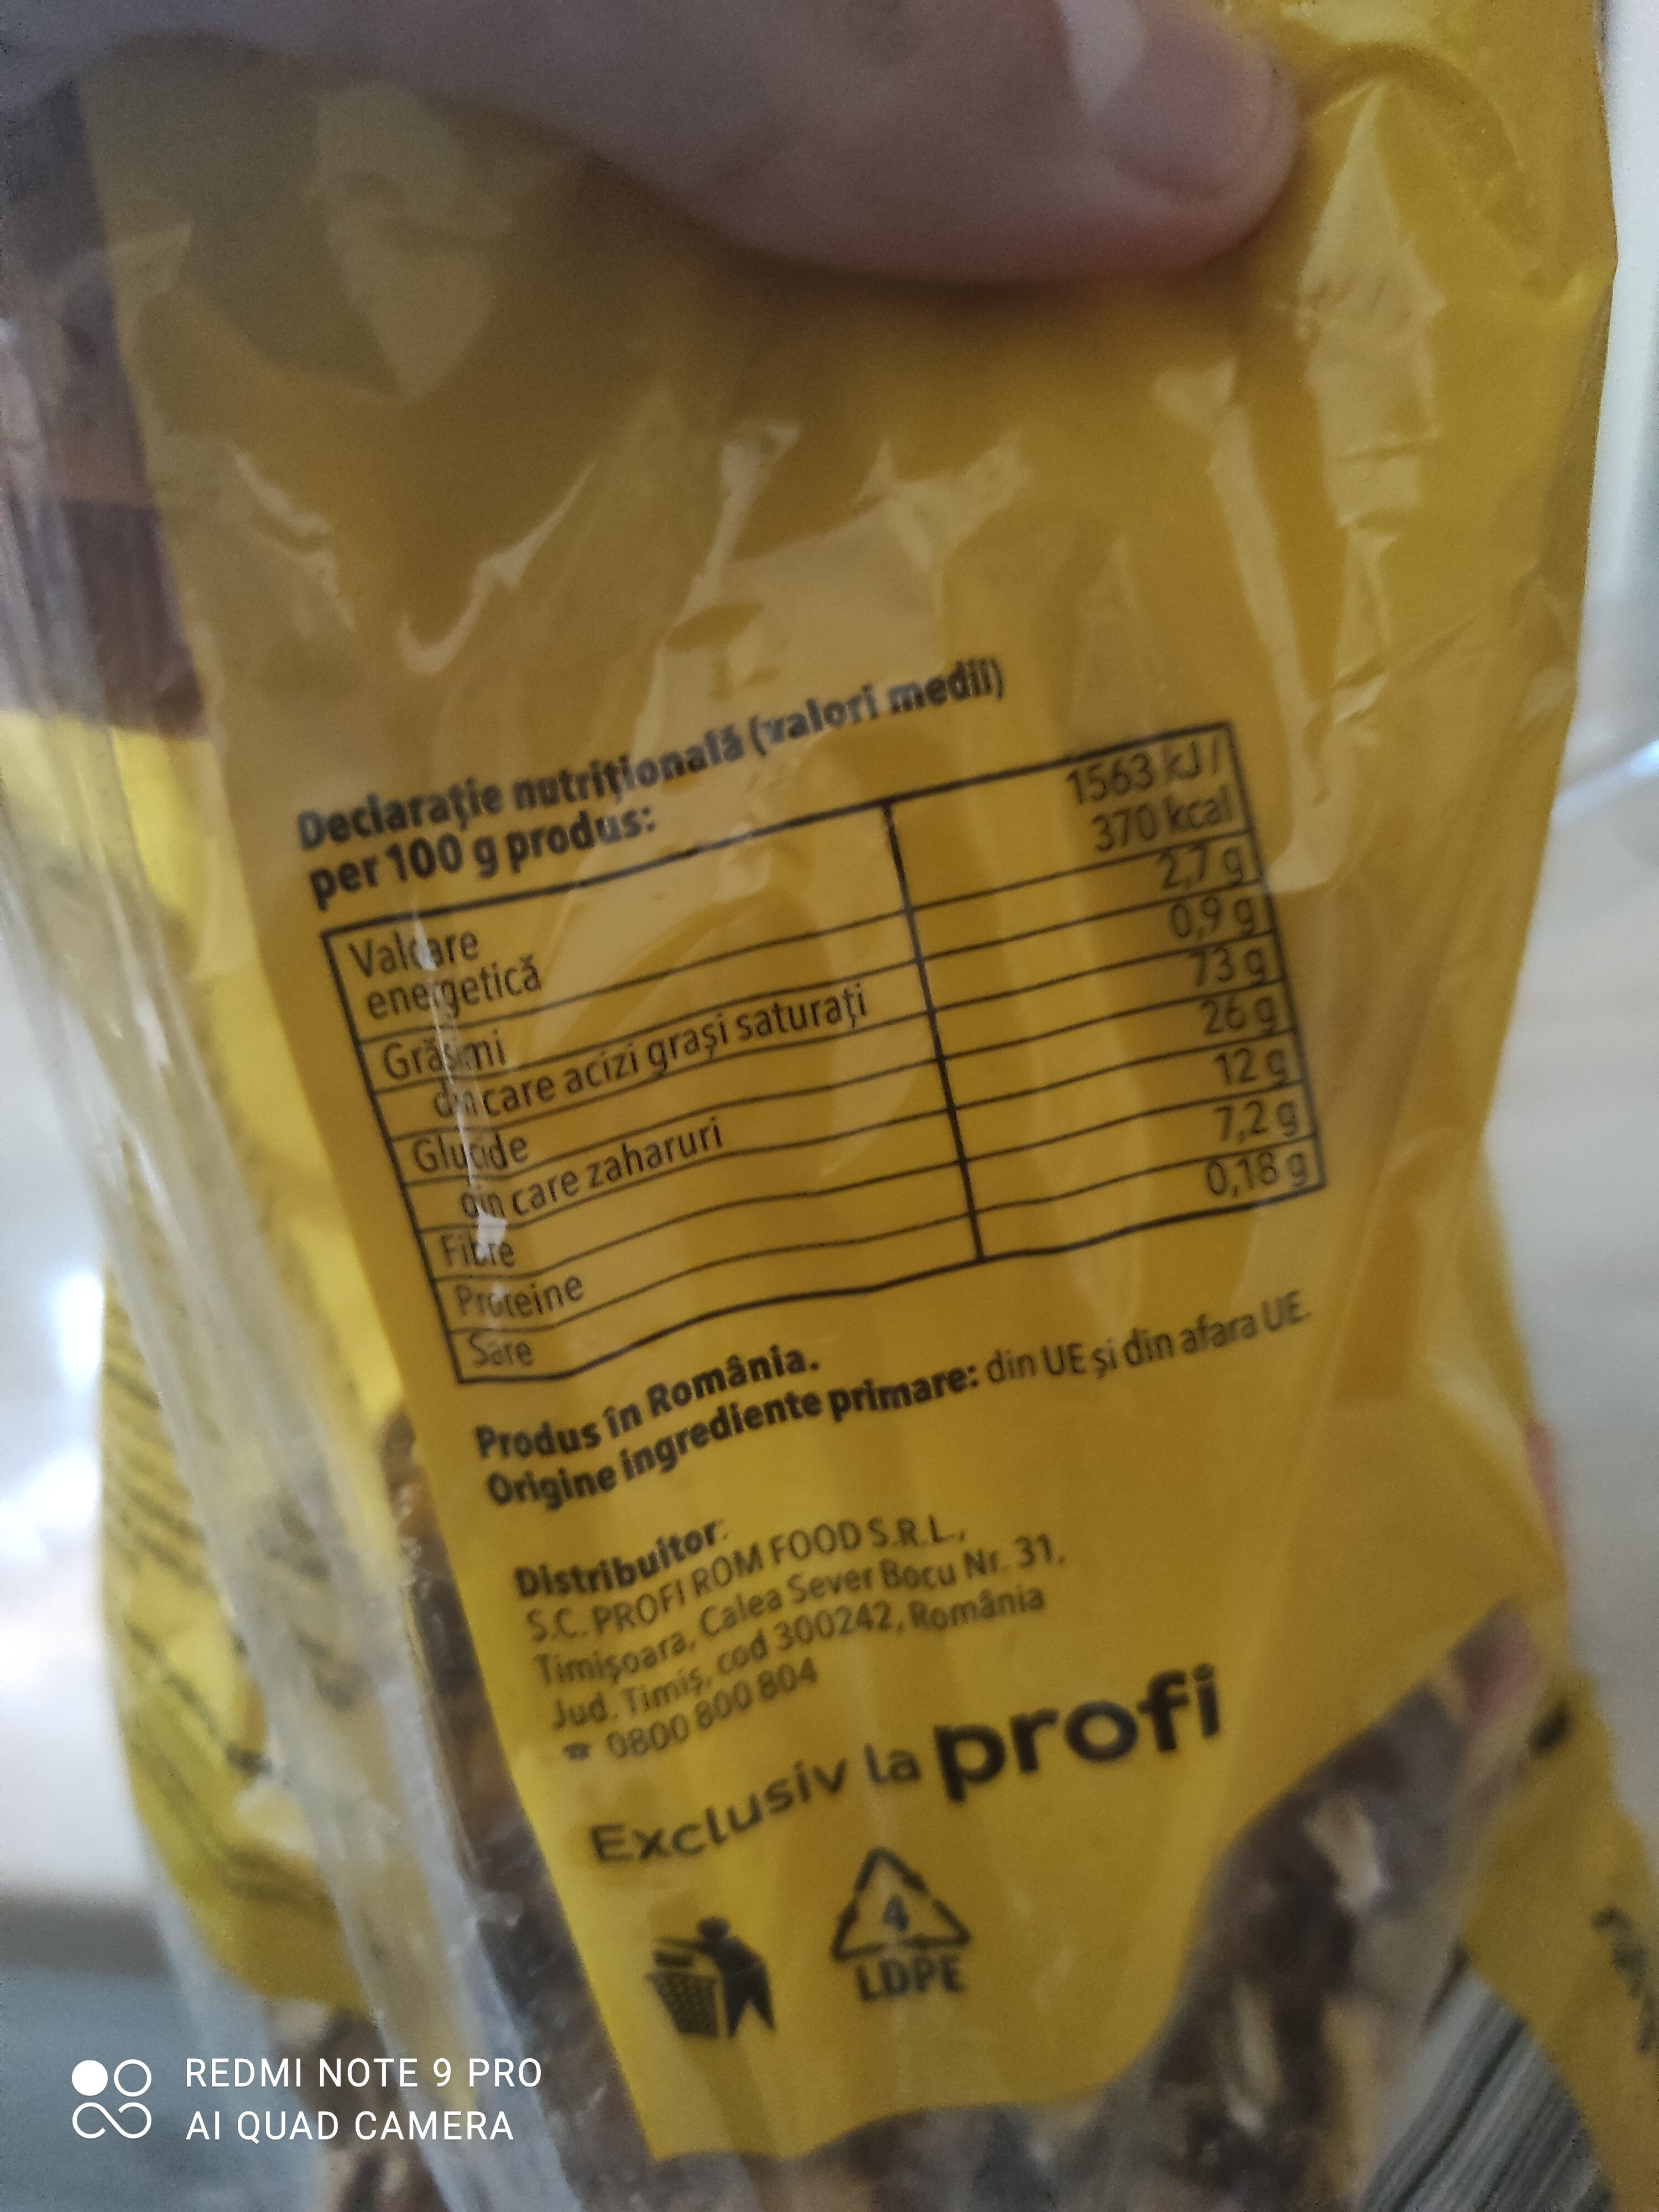 Declarație nutrițională (valori medii)
per 100 g produs:
Valoare energetică 1563 kJ / 370 kcal
Grăsimi 2,7 g
din care acizi grași saturați 0,9 g
Glucide 73 g
din care zaharuri 26 g
Fibre 12 g
Proteine 7,2 g
Sare 0,18 g
Produs în România.
Origine ingrediente primare: din UE și din afara UE.
Distribuitor:
S.C. PROFI ROM FOOD S.R.L.,
Timișoara, Calea Sever Bocu Nr. 31,
Jud. Timiș, cod 300242, România
☎ 0800 800 804
Exclusiv la profi
4
LDPE
REDMI NOTE 9 PRO
AI QUAD CAMERA